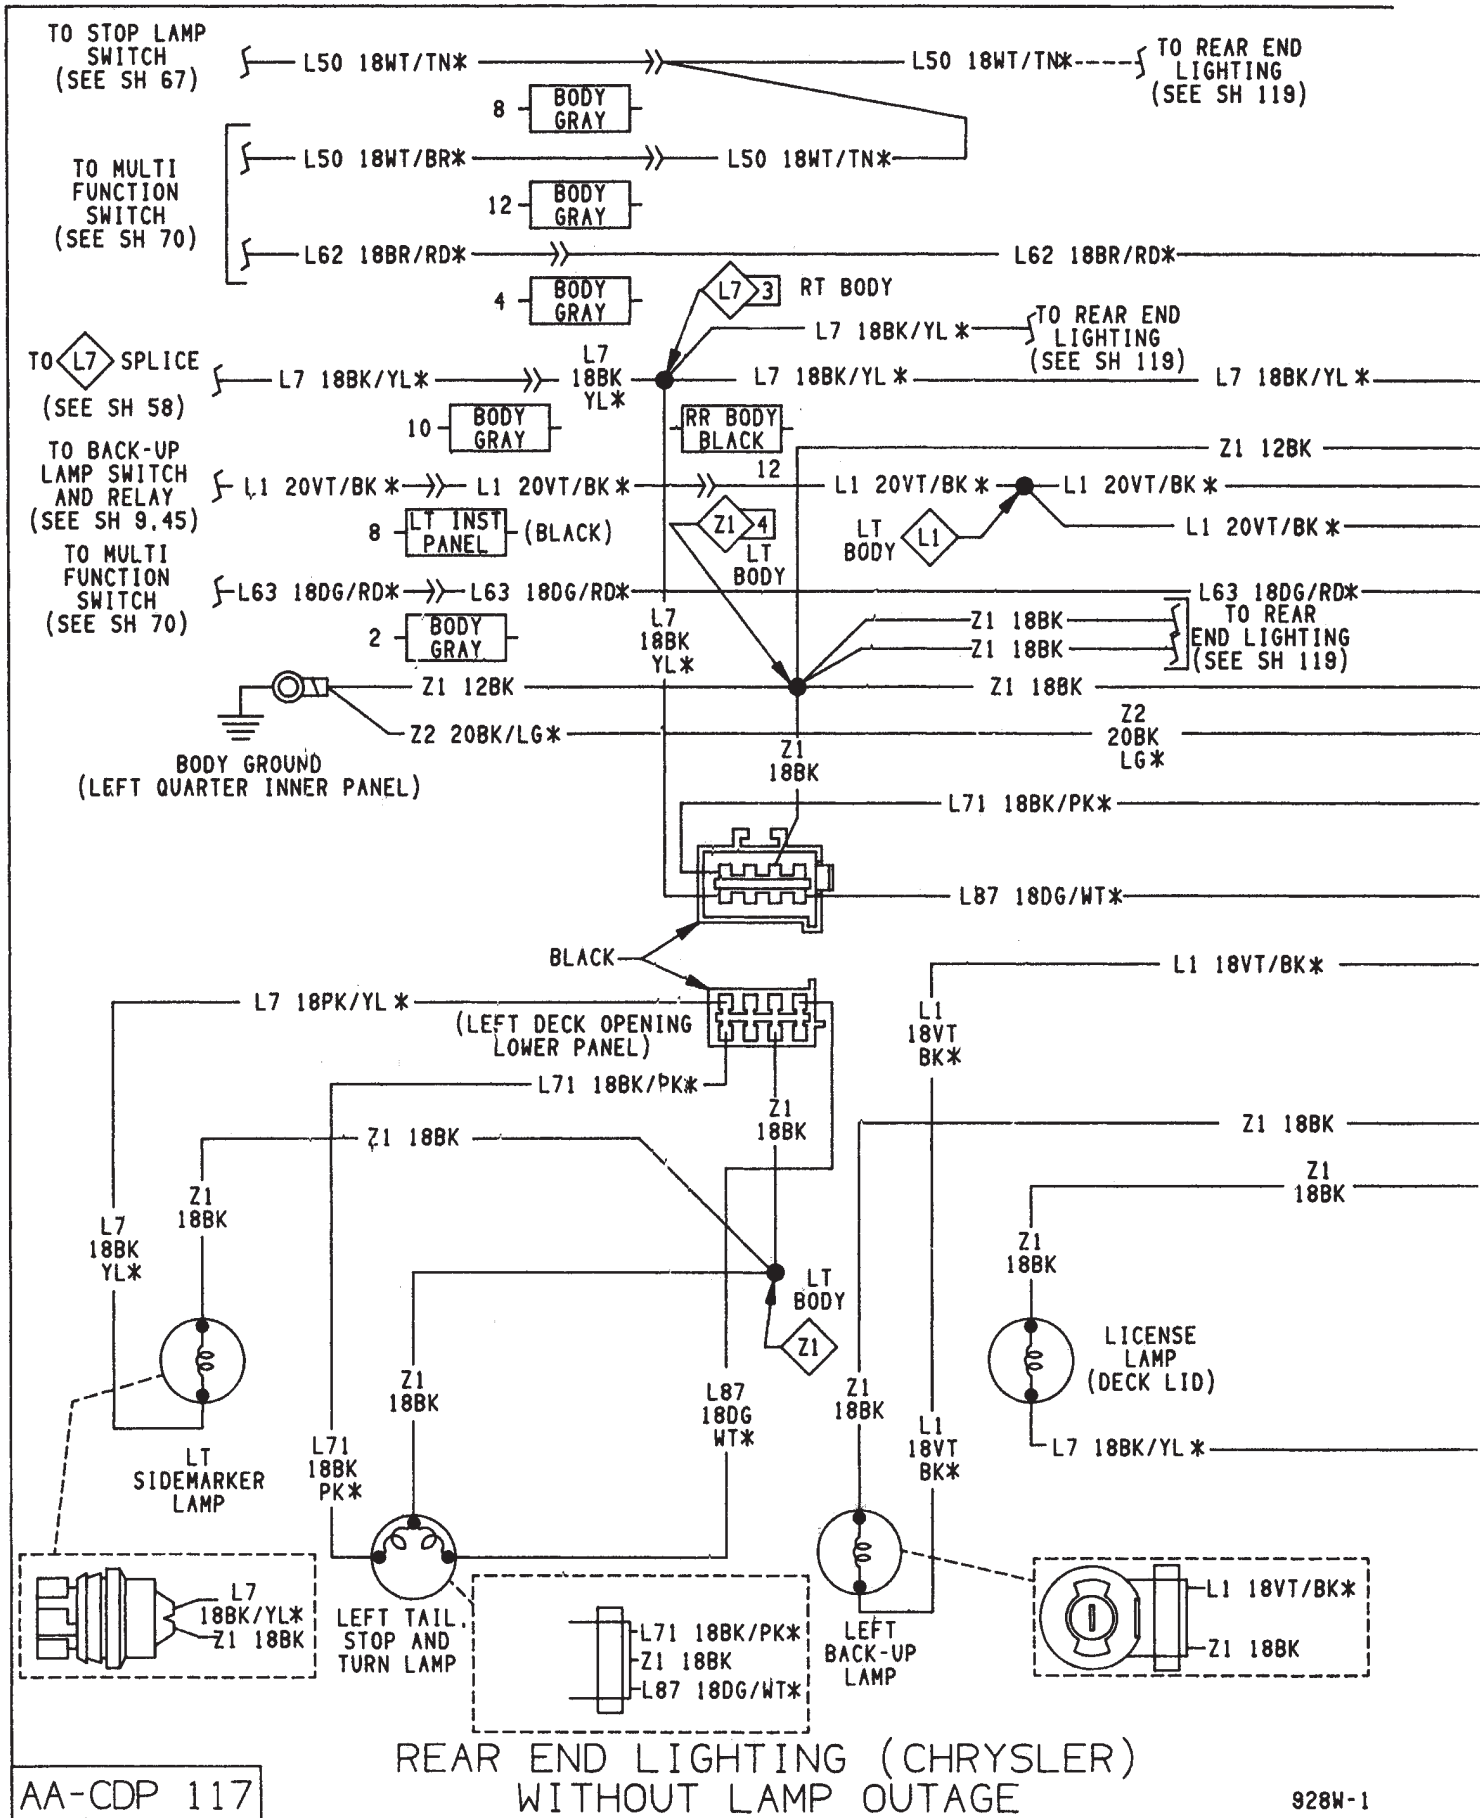 TO STOP LAMP
SWITCH
(SEE SH 67)
L50 18WT/TN*
L50 18WT/TN*
TO REAR END
LIGHTING
(SEE SH 119)
8
BODY
GRAY
TO MULTI
FUNCTION
SWITCH
(SEE SH 70)
L50 18WT/BR*
L50 18WT/TN*
12
BODY
GRAY
L62 18BR/RD*
L62 18BR/RD*
4
BODY
GRAY
L7
3
RT BODY
L7 18BK/YL *
TO REAR END
LIGHTING
(SEE SH 119)
TO
L7
SPLICE
(SEE SH 58)
L7 18BK/YL*
L7
18BK
YL*
L7 18BK/YL *
L7 18BK/YL *
10
BODY
GRAY
RR BODY
BLACK
12
Z1 12BK
TO BACK-UP
LAMP SWITCH
AND RELAY
(SEE SH 9,45)
L1 20VT/BK *
L1 20VT/BK *
L1 20VT/BK *
L1 20VT/BK *
L1 20VT/BK *
8
LT INST
PANEL
(BLACK)
Z1
4
LT
BODY
LT
BODY
L1
TO MULTI
FUNCTION
SWITCH
(SEE SH 70)
L63 18DG/RD*
L63 18DG/RD*
L63 18DG/RD*
2
BODY
GRAY
L7
18BK
YL*
Z1 18BK
Z1 18BK
TO REAR
END LIGHTING
(SEE SH 119)
Z1 12BK
Z1 18BK
Z2 20BK/LG*
Z2
20BK
LG*
BODY GROUND
(LEFT QUARTER INNER PANEL)
Z1
18BK
L71 18BK/PK*
L87 18DG/WT*
BLACK
L1 18VT/BK*
L7 18PK/YL *
(LEFT DECK OPENING
LOWER PANEL)
L1
18VT
BK*
L71 18BK/PK*
Z1
18BK
Z1 18BK
Z1 18BK
Z1
18BK
Z1
18BK
L7
18BK
YL*
Z1
18BK
LT
BODY
Z1
LICENSE
LAMP
(DECK LID)
Z1
18BK
L87
18DG
WT*
Z1
18BK
L1
18VT
BK*
L7 18BK/YL *
L71
18BK
PK*
LT
SIDEMARKER
LAMP
L7
18BK/YL*
Z1 18BK
LEFT TAIL.
STOP AND
TURN LAMP
L71 18BK/PK*
Z1 18BK
L87 18DG/WT*
LEFT
BACK-UP
LAMP
L1 18VT/BK*
Z1 18BK
REAR END LIGHTING (CHRYSLER)
WITHOUT LAMP OUTAGE
AA-CDP 117
928W-1